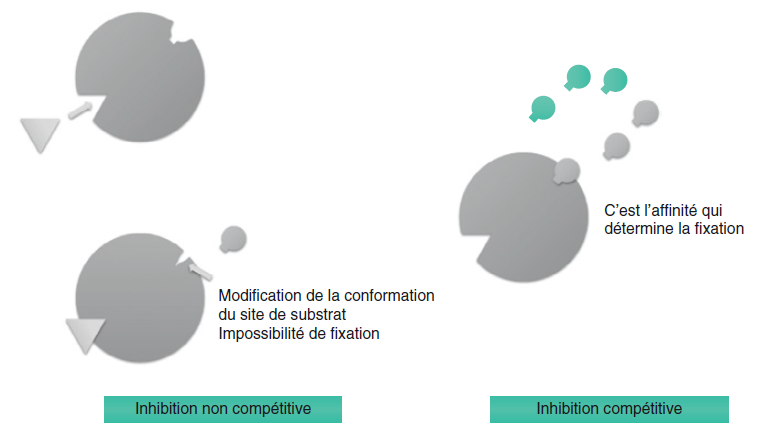 C’est l’affinité qui
détermine la fixation
Modification de la conformation
du site de substrat
Impossibilité de fixation
Inhibition non compétitive
Inhibition compétitive